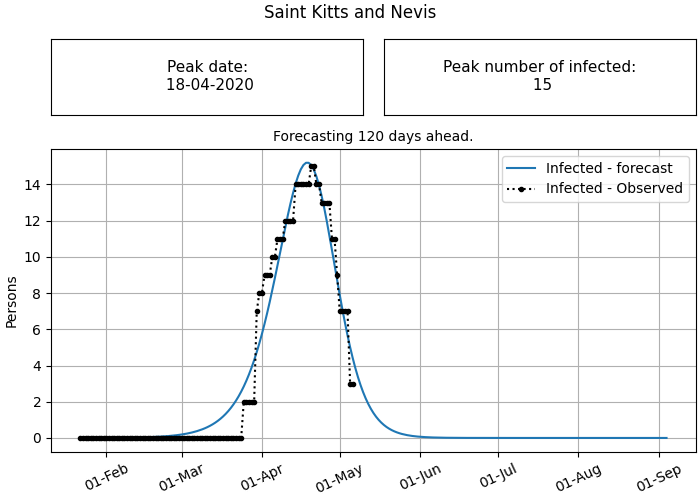 Saint Kitts and Nevis
Peak date:
18-04-2020
Peak number of infected:
15
Forecasting 120 days ahead.
Infected - forecast
Infected - Observed
Persons
14
12
10
8
6
4
2
0
01-Feb
01-Mar
01-Apr
01-May
01-Jun
01-Jul
01-Aug
01-Sep